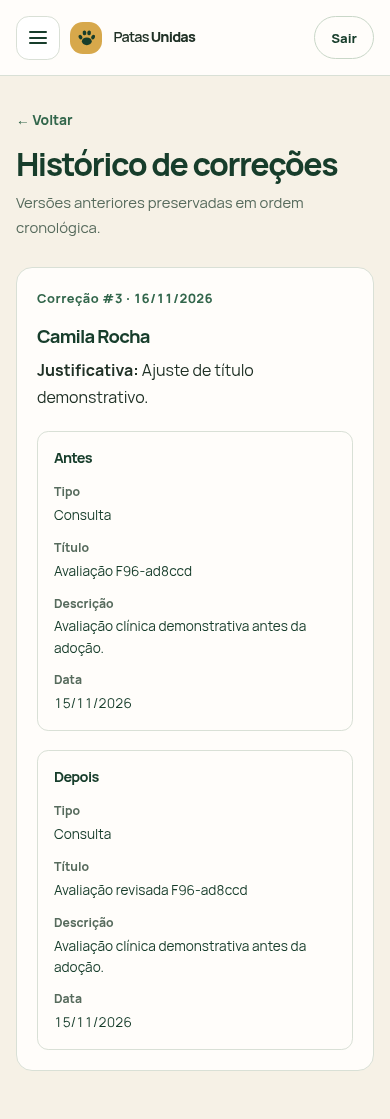 Patas Unidas
Sair
← Voltar
Histórico de correções
Versões anteriores preservadas em ordem
cronológica.
Correção #3 · 16/11/2026
Camila Rocha
Justificativa: Ajuste de título
demonstrativo.
Antes
Tipo
Consulta
Título
Avaliação F96-ad8ccd
Descrição
Avaliação clínica demonstrativa antes da
adoção.
Data
15/11/2026
Depois
Tipo
Consulta
Título
Avaliação revisada F96-ad8ccd
Descrição
Avaliação clínica demonstrativa antes da
adoção.
Data
15/11/2026